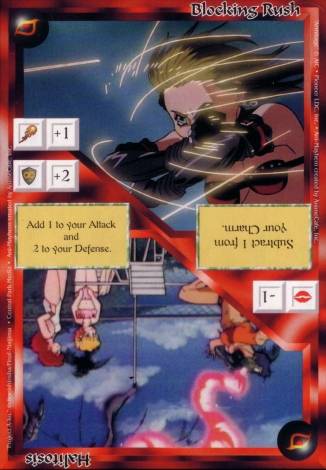 Blocking Rush
+1
+2
Add 1 to your Attack
and
2 to your Defense.
Subtract 1 from
your Charm.
-1
Halitosis